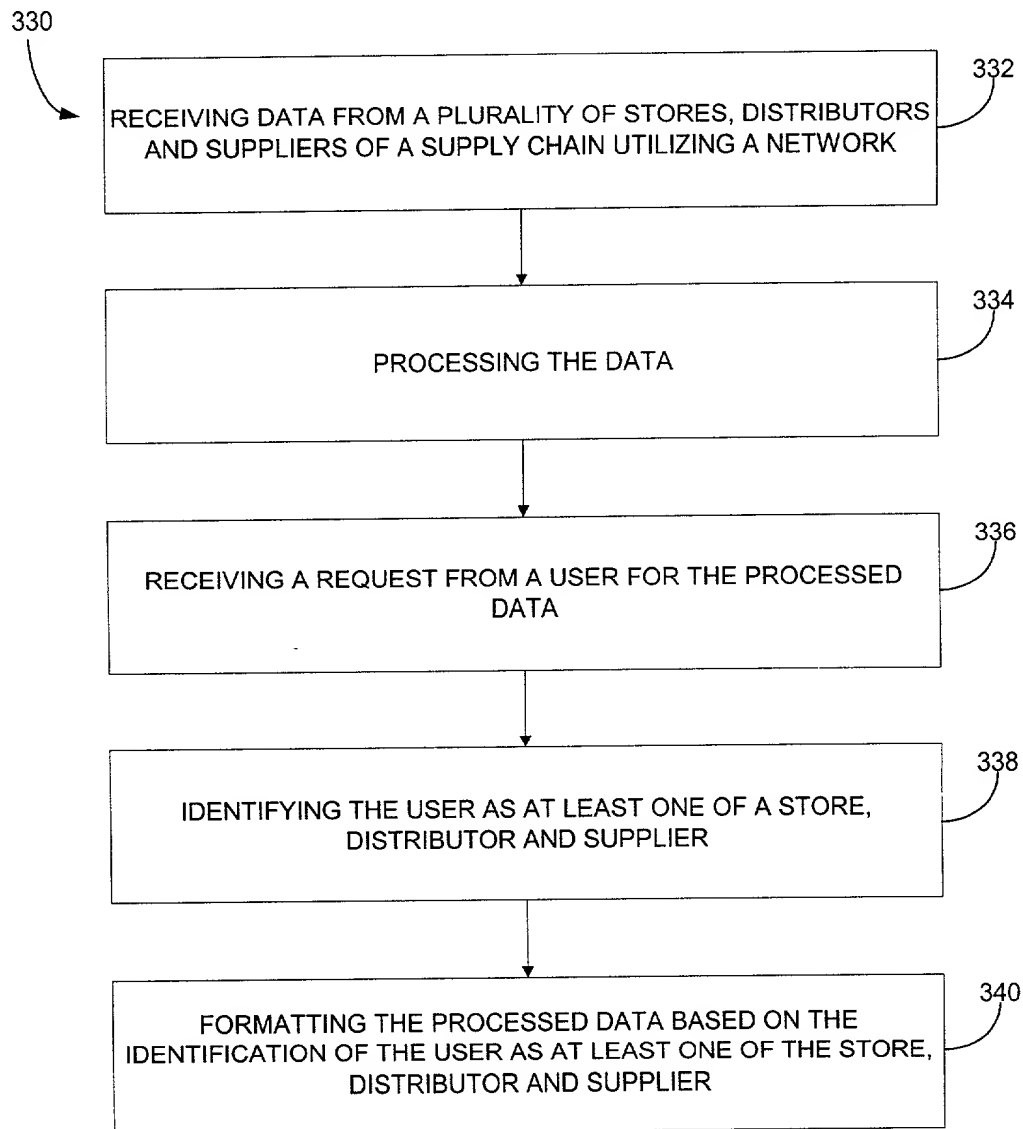 330
332
RECEIVING DATA FROM A PLURALITY OF STORES, DISTRIBUTORS
AND SUPPLIERS OF A SUPPLY CHAIN UTILIZING A NETWORK
334
PROCESSING THE DATA
336
RECEIVING A REQUEST FROM A USER FOR THE PROCESSED
DATA
338
IDENTIFYING THE USER AS AT LEAST ONE OF A STORE,
DISTRIBUTOR AND SUPPLIER
340
FORMATTING THE PROCESSED DATA BASED ON THE
IDENTIFICATION OF THE USER AS AT LEAST ONE OF THE STORE,
DISTRIBUTOR AND SUPPLIER